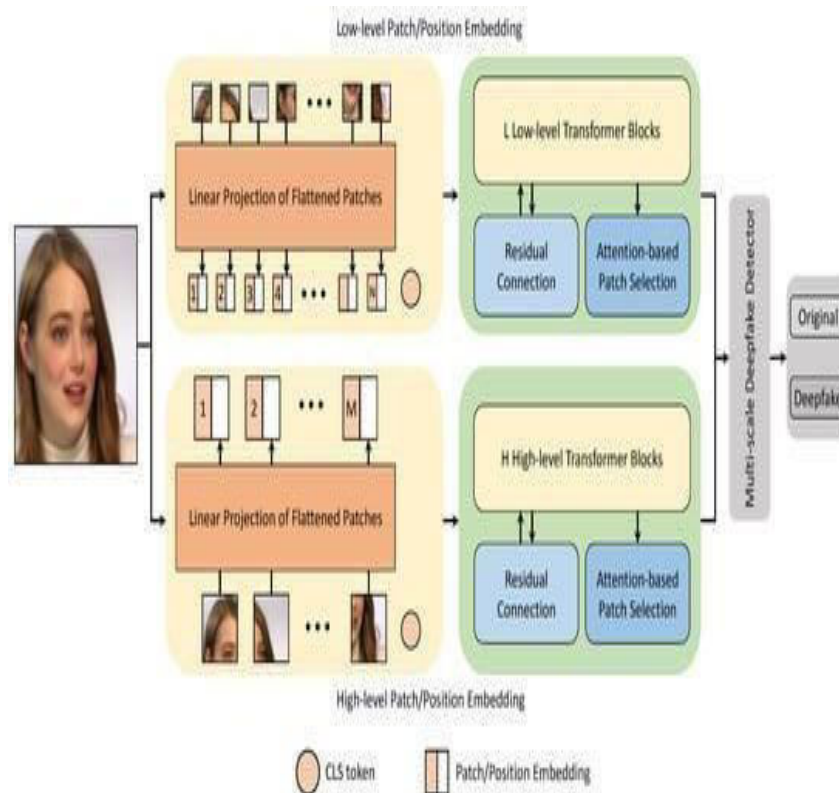 Low-level Patch/Position Embedding
Linear Projection of Flattened Patches
1 2 3 4 N
L Low-level Transformer Blocks
Residual
Connection
Attention-based
Patch Selection
1 2 M
Linear Projection of Flattened Patches
H High-level Transformer Blocks
Residual
Connection
Attention-based
Patch Selection
High-level Patch/Position Embedding
Multi-scale Deepfake Detector
Original
Deepfake
CLS token
Patch/Position Embedding